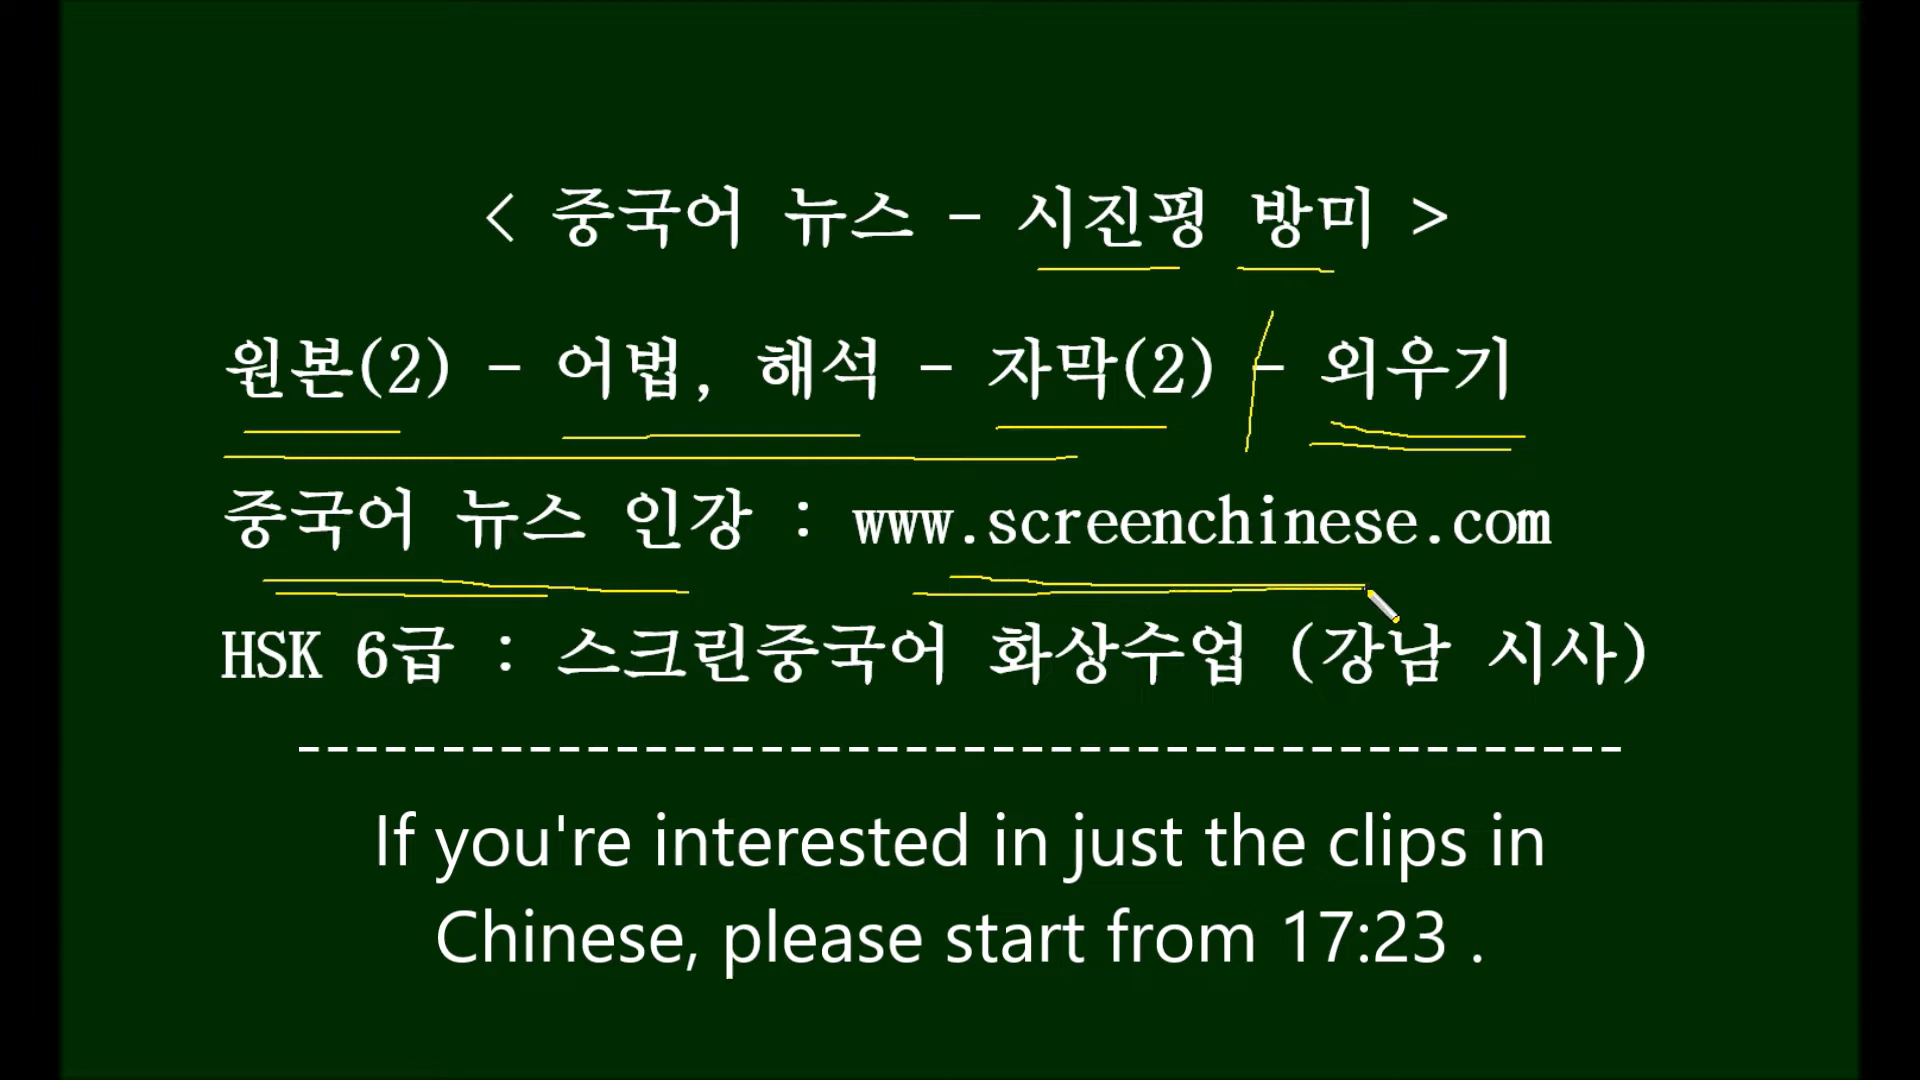 < 중국어 뉴스 - 시진핑 방미 >
원본(2) - 어법, 해석 - 자막(2) - 외우기
중국어 뉴스 인강 : www.screenchinese.com
HSK 6급 : 스크린중국어 화상수업 (강남 시사)
----------------------------------------------
If you're interested in just the clips in
Chinese, please start from 17:23 .